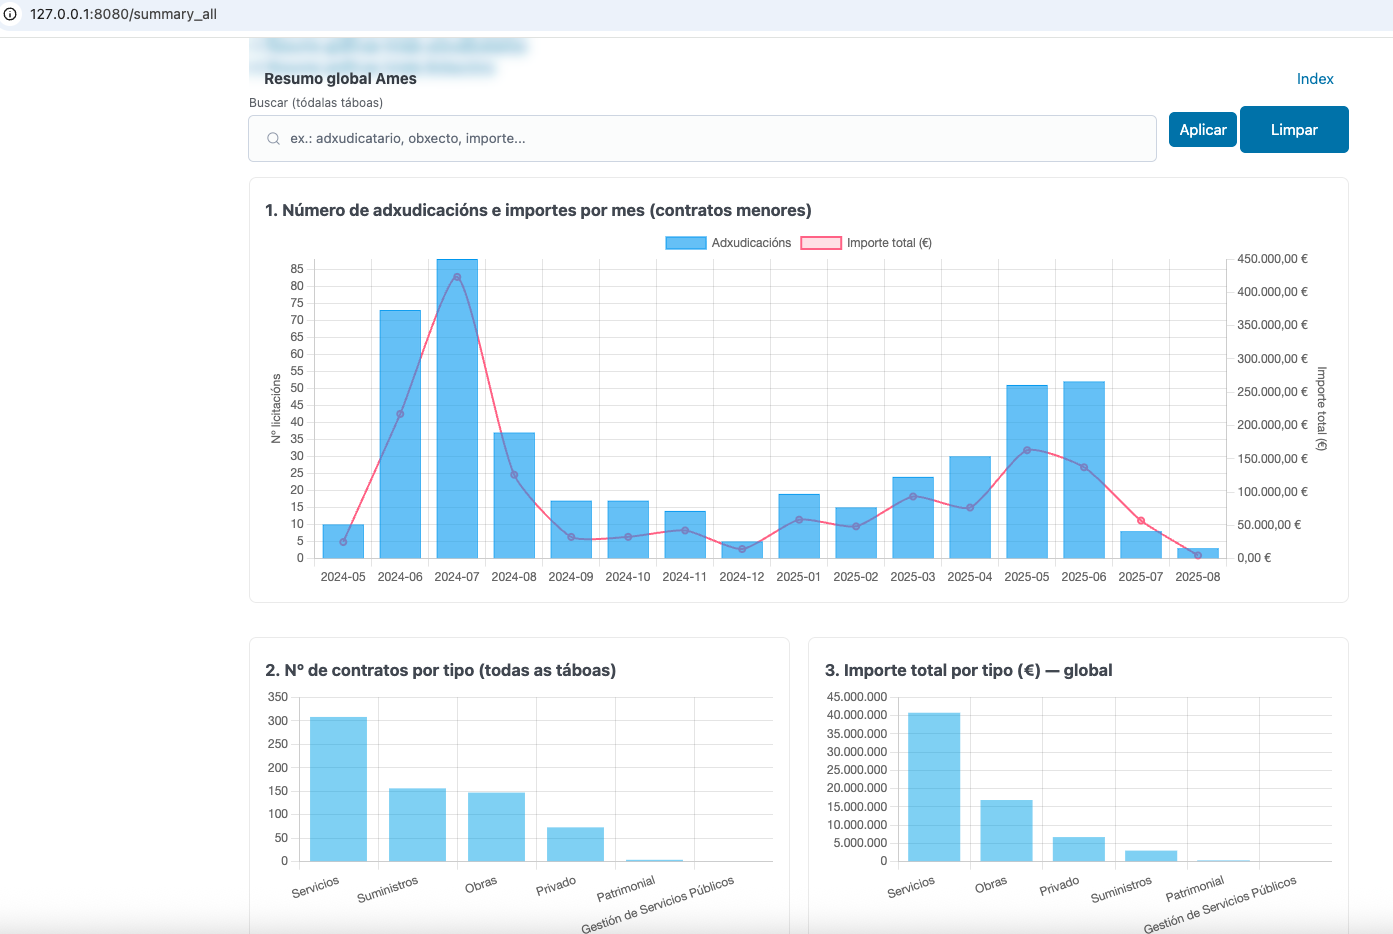 127.0.0.1:8080/summary_all
Resumo global Ames
Index
Buscar (tódalas táboas)
ex.: adxudicatario, obxecto, importe...
Aplicar
Limpar
1. Número de adxudicacións e importes por mes (contratos menores)
Adxudicacións
Importe total (€)
85
80
75
70
65
60
55
50
45
40
35
30
25
20
15
10
5
0
Nº licitacións
450.000,00 €
400.000,00 €
350.000,00 €
300.000,00 €
250.000,00 €
200.000,00 €
150.000,00 €
100.000,00 €
50.000,00 €
0,00 €
Importe total (€)
2024-05 2024-06 2024-07 2024-08 2024-09 2024-10 2024-11 2024-12 2025-01 2025-02 2025-03 2025-04 2025-05 2025-06 2025-07 2025-08
2. Nº de contratos por tipo (todas as táboas)
350
300
250
200
150
100
50
0
Servicios
Suministros
Obras
Privado
Patrimonial
Gestión de Servicios Públicos
3. Importe total por tipo (€) — global
45.000.000
40.000.000
35.000.000
30.000.000
25.000.000
20.000.000
15.000.000
10.000.000
5.000.000
0
Servicios
Obras
Privado
Suministros
Patrimonial
Gestión de Servicios Públicos